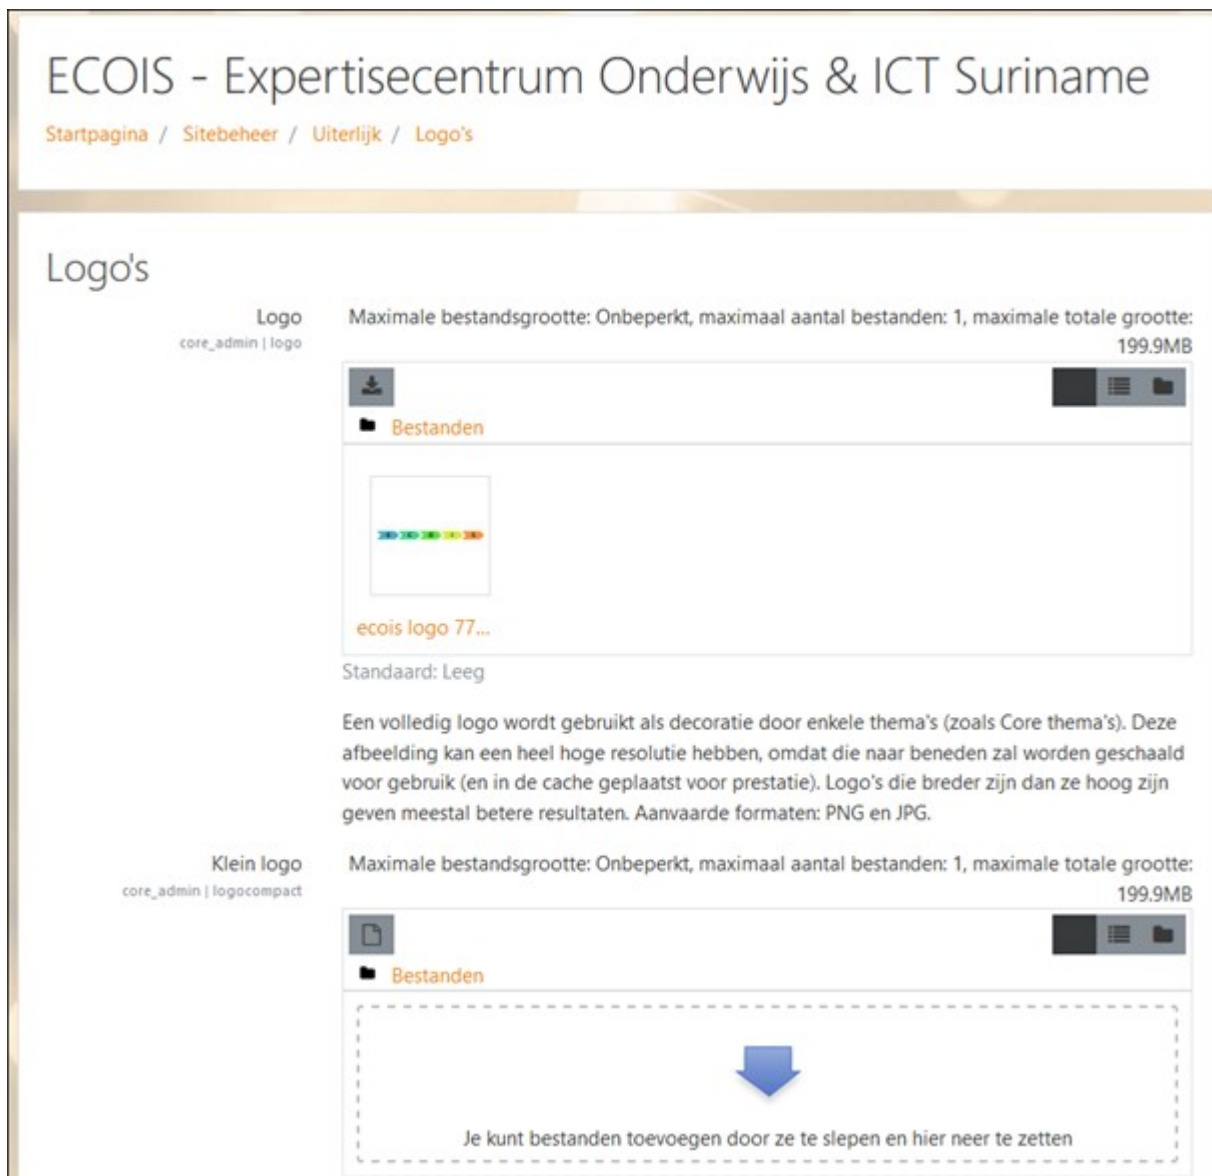 ECOIS - Expertisecentrum Onderwijs & ICT Suriname
Startpagina / Sitebeheer / Uiterlijk / Logo's
Logo's
Logo
core_admin | logo
Maximale bestandsgrootte: Onbeperkt, maximaal aantal bestanden: 1, maximale totale grootte:
199.9MB
Bestanden
ecois logo 77...
Standaard: Leeg
Een volledig logo wordt gebruikt als decoratie door enkele thema's (zoals Core thema's). Deze
afbeelding kan een heel hoge resolutie hebben, omdat die naar beneden zal worden geschaald
voor gebruik (en in de cache geplaatst voor prestatie). Logo's die breder zijn dan ze hoog zijn
geven meestal betere resultaten. Aanvaarde formaten: PNG en JPG.
Klein logo
core_admin | logocompact
Maximale bestandsgrootte: Onbeperkt, maximaal aantal bestanden: 1, maximale totale grootte:
199.9MB
Bestanden
Je kunt bestanden toevoegen door ze te slepen en hier neer te zetten